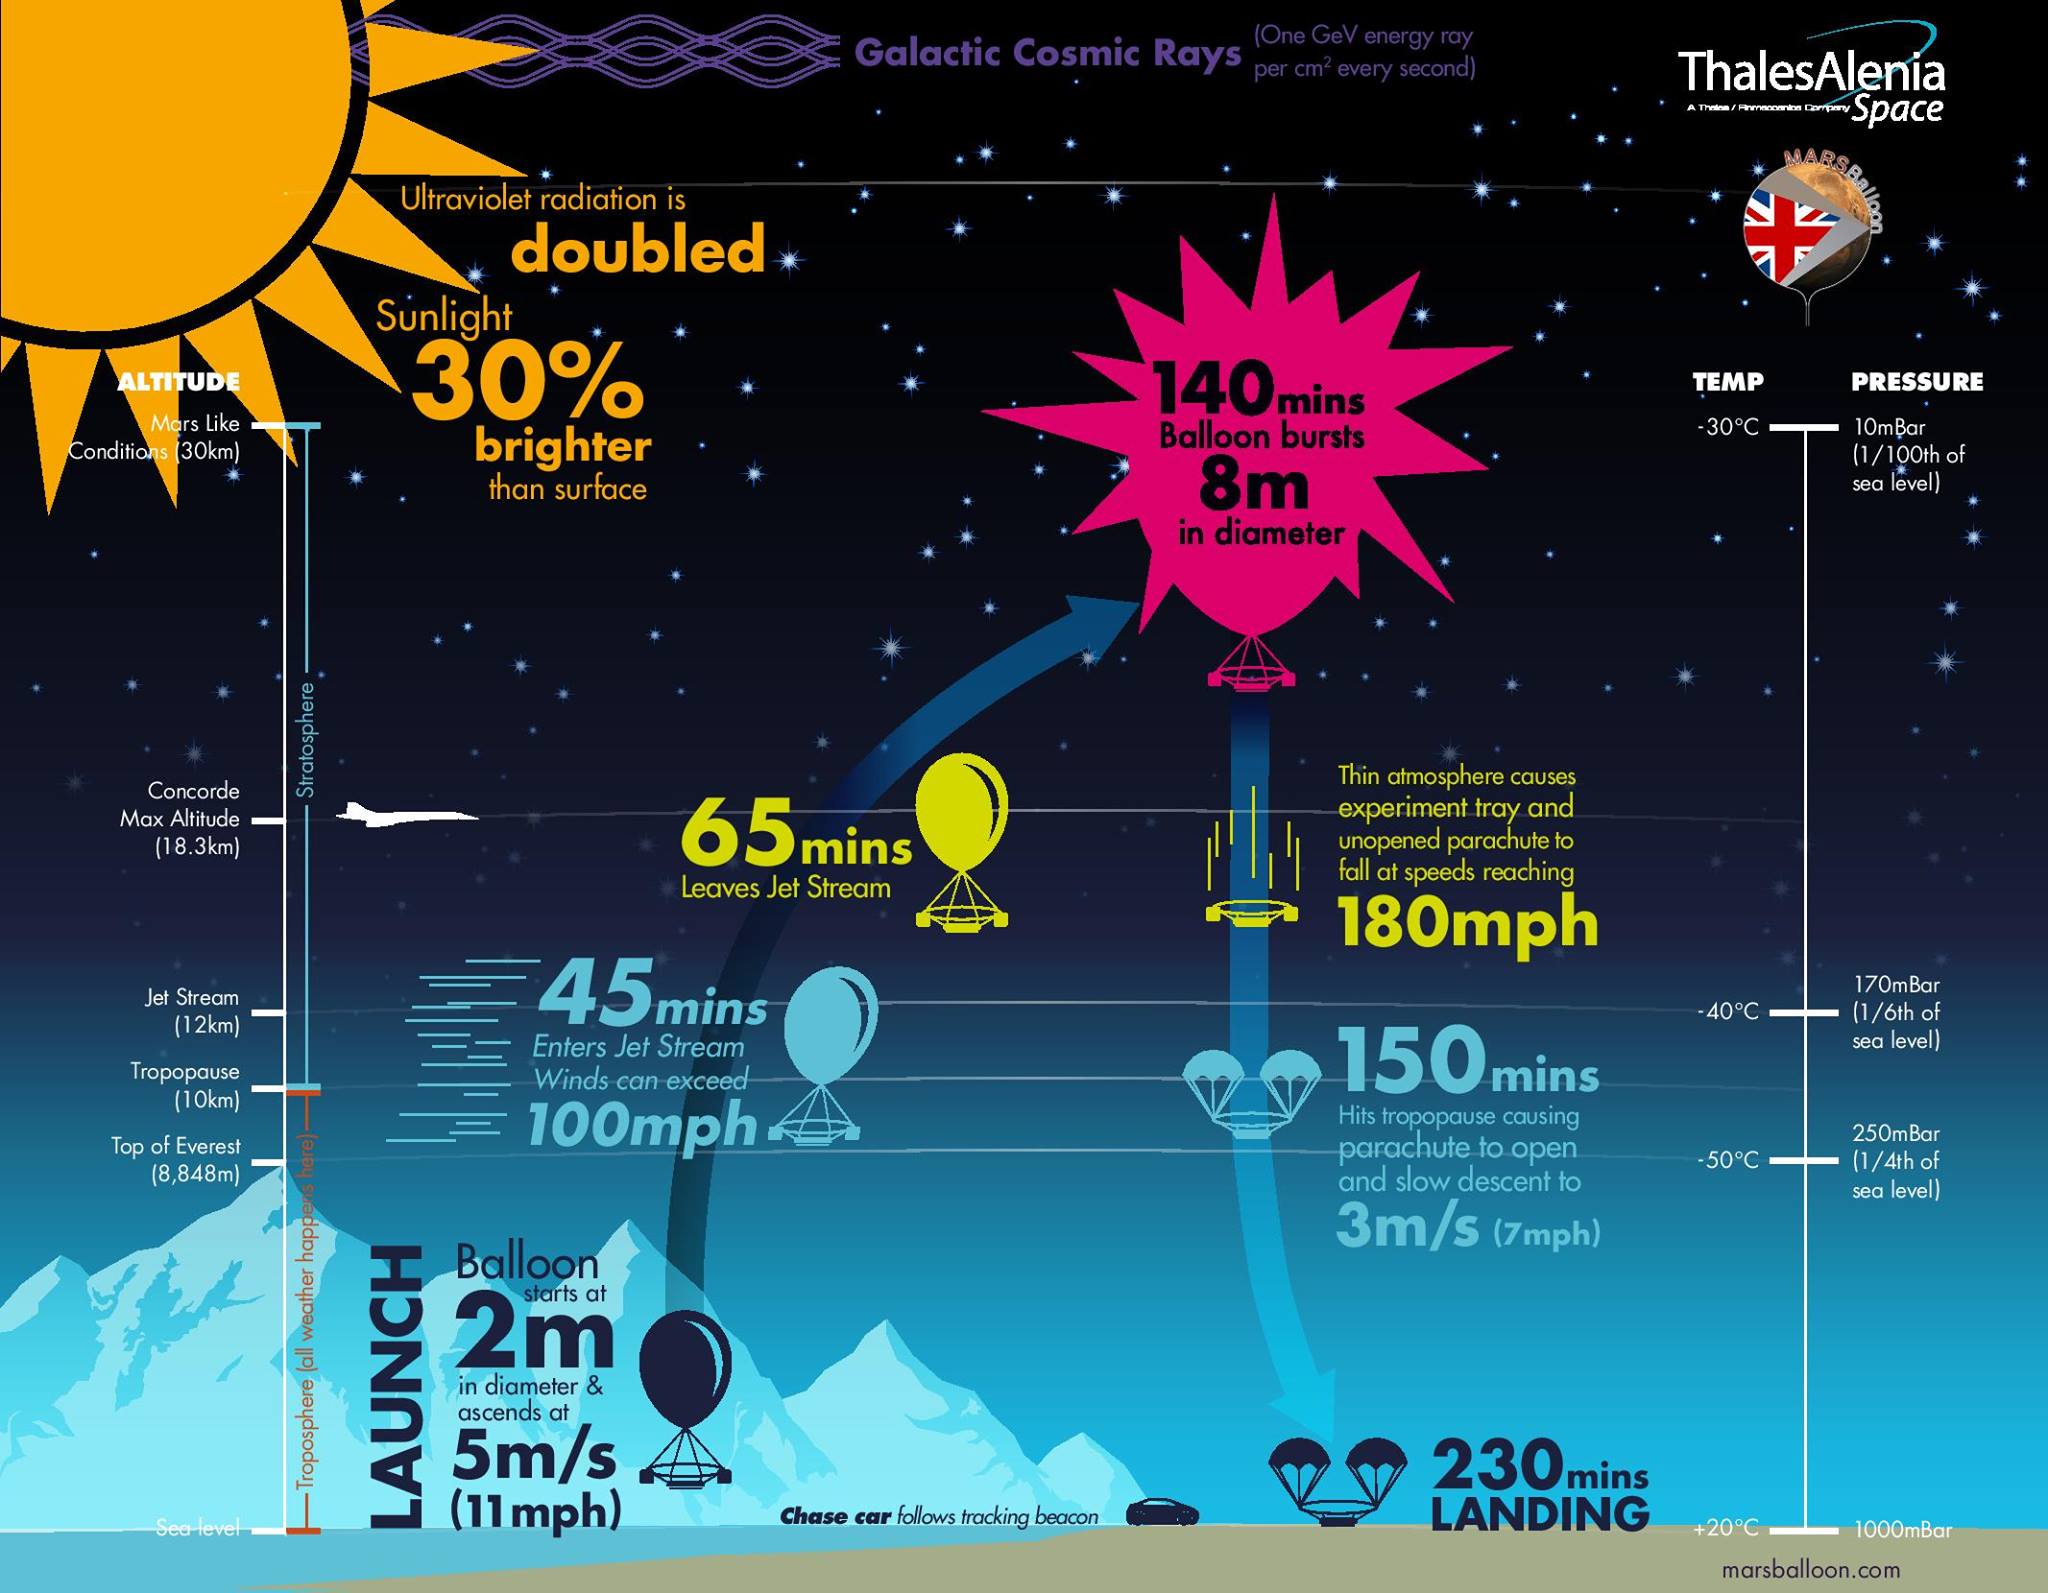 Galactic Cosmic Rays
(One GeV energy ray
per cm² every second)
ThalesAlenia
A Thales / Finmeccanica Company
Space
MARSBalloon
Ultraviolet radiation is
doubled
Sunlight
30%
brighter
than surface
ALTITUDE
Mars Like
Conditions (30km)
Concorde
Max Altitude
(18.3km)
Jet Stream
(12km)
Tropopause
(10km)
Top of Everest
(8,848m)
Sea level
Stratosphere
Troposphere (all weather happens here)
LAUNCH
Balloon
starts at
2m
in diameter &
ascends at
5m/s
(11mph)
45mins
Enters Jet Stream
Winds can exceed
100mph
65mins
Leaves Jet Stream
140mins
Balloon bursts
8m
in diameter
Thin atmosphere causes
experiment tray and
unopened parachute to
fall at speeds reaching
180mph
150mins
Hits tropopause causing
parachute to open
and slow descent to
3m/s (7mph)
Chase car follows tracking beacon
230mins
LANDING
TEMP
-30°C
-40°C
-50°C
+20°C
PRESSURE
10mBar
(1/100th of
sea level)
170mBar
(1/6th of
sea level)
250mBar
(1/4th of
sea level)
1000mBar
marsballoon.com